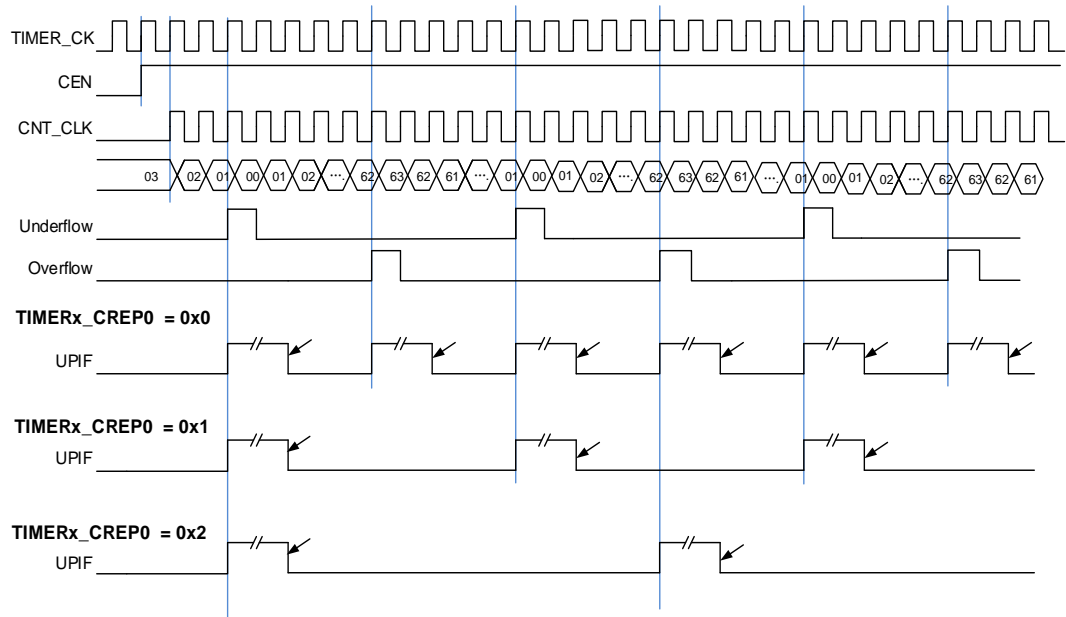 TIMER_CK
CEN
CNT_CLK
03 02 01 00 01 02 .... 62 63 62 61 .... 01 00 01 02 .... 62 63 62 61 .... 01 00 01 02 .... 62 63 62 61
Underflow
Overflow
TIMERx_CREP0 = 0x0
UPIF
TIMERx_CREP0 = 0x1
UPIF
TIMERx_CREP0 = 0x2
UPIF